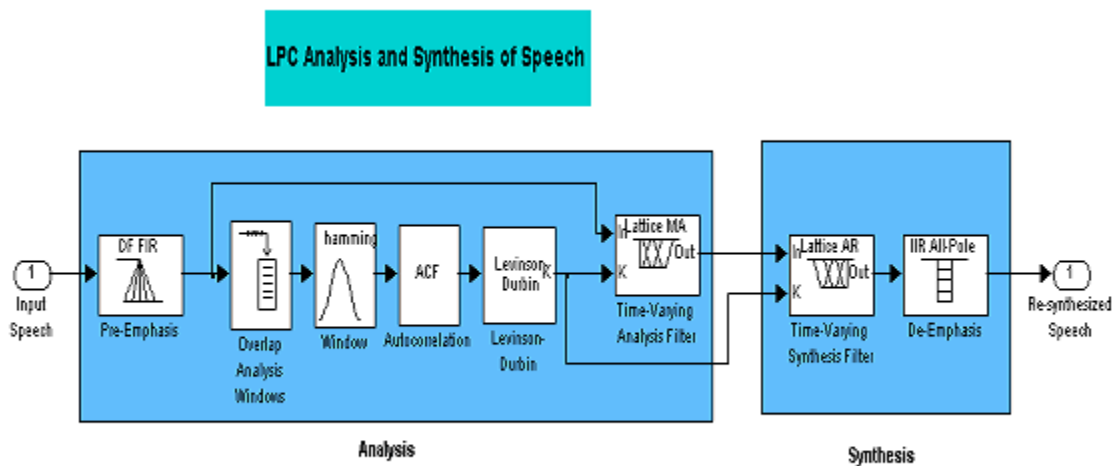 LPC Analysis and Synthesis of Speech
1
Input
Speech
DF FIR
Pre-Emphasis
Overlap
Analysis
Windows
hamming
Window
ACF
Autocorrelation
Levinson-
Durbin
K
Levinson-
Durbin
Lattice MA
In
K
Out
Time-Varying
Analysis Filter
Analysis
Lattice AR
In
K
Out
Time-Varying
Synthesis Filter
IIR All-Pole
De-Emphasis
Synthesis
1
Re-synthesized
Speech